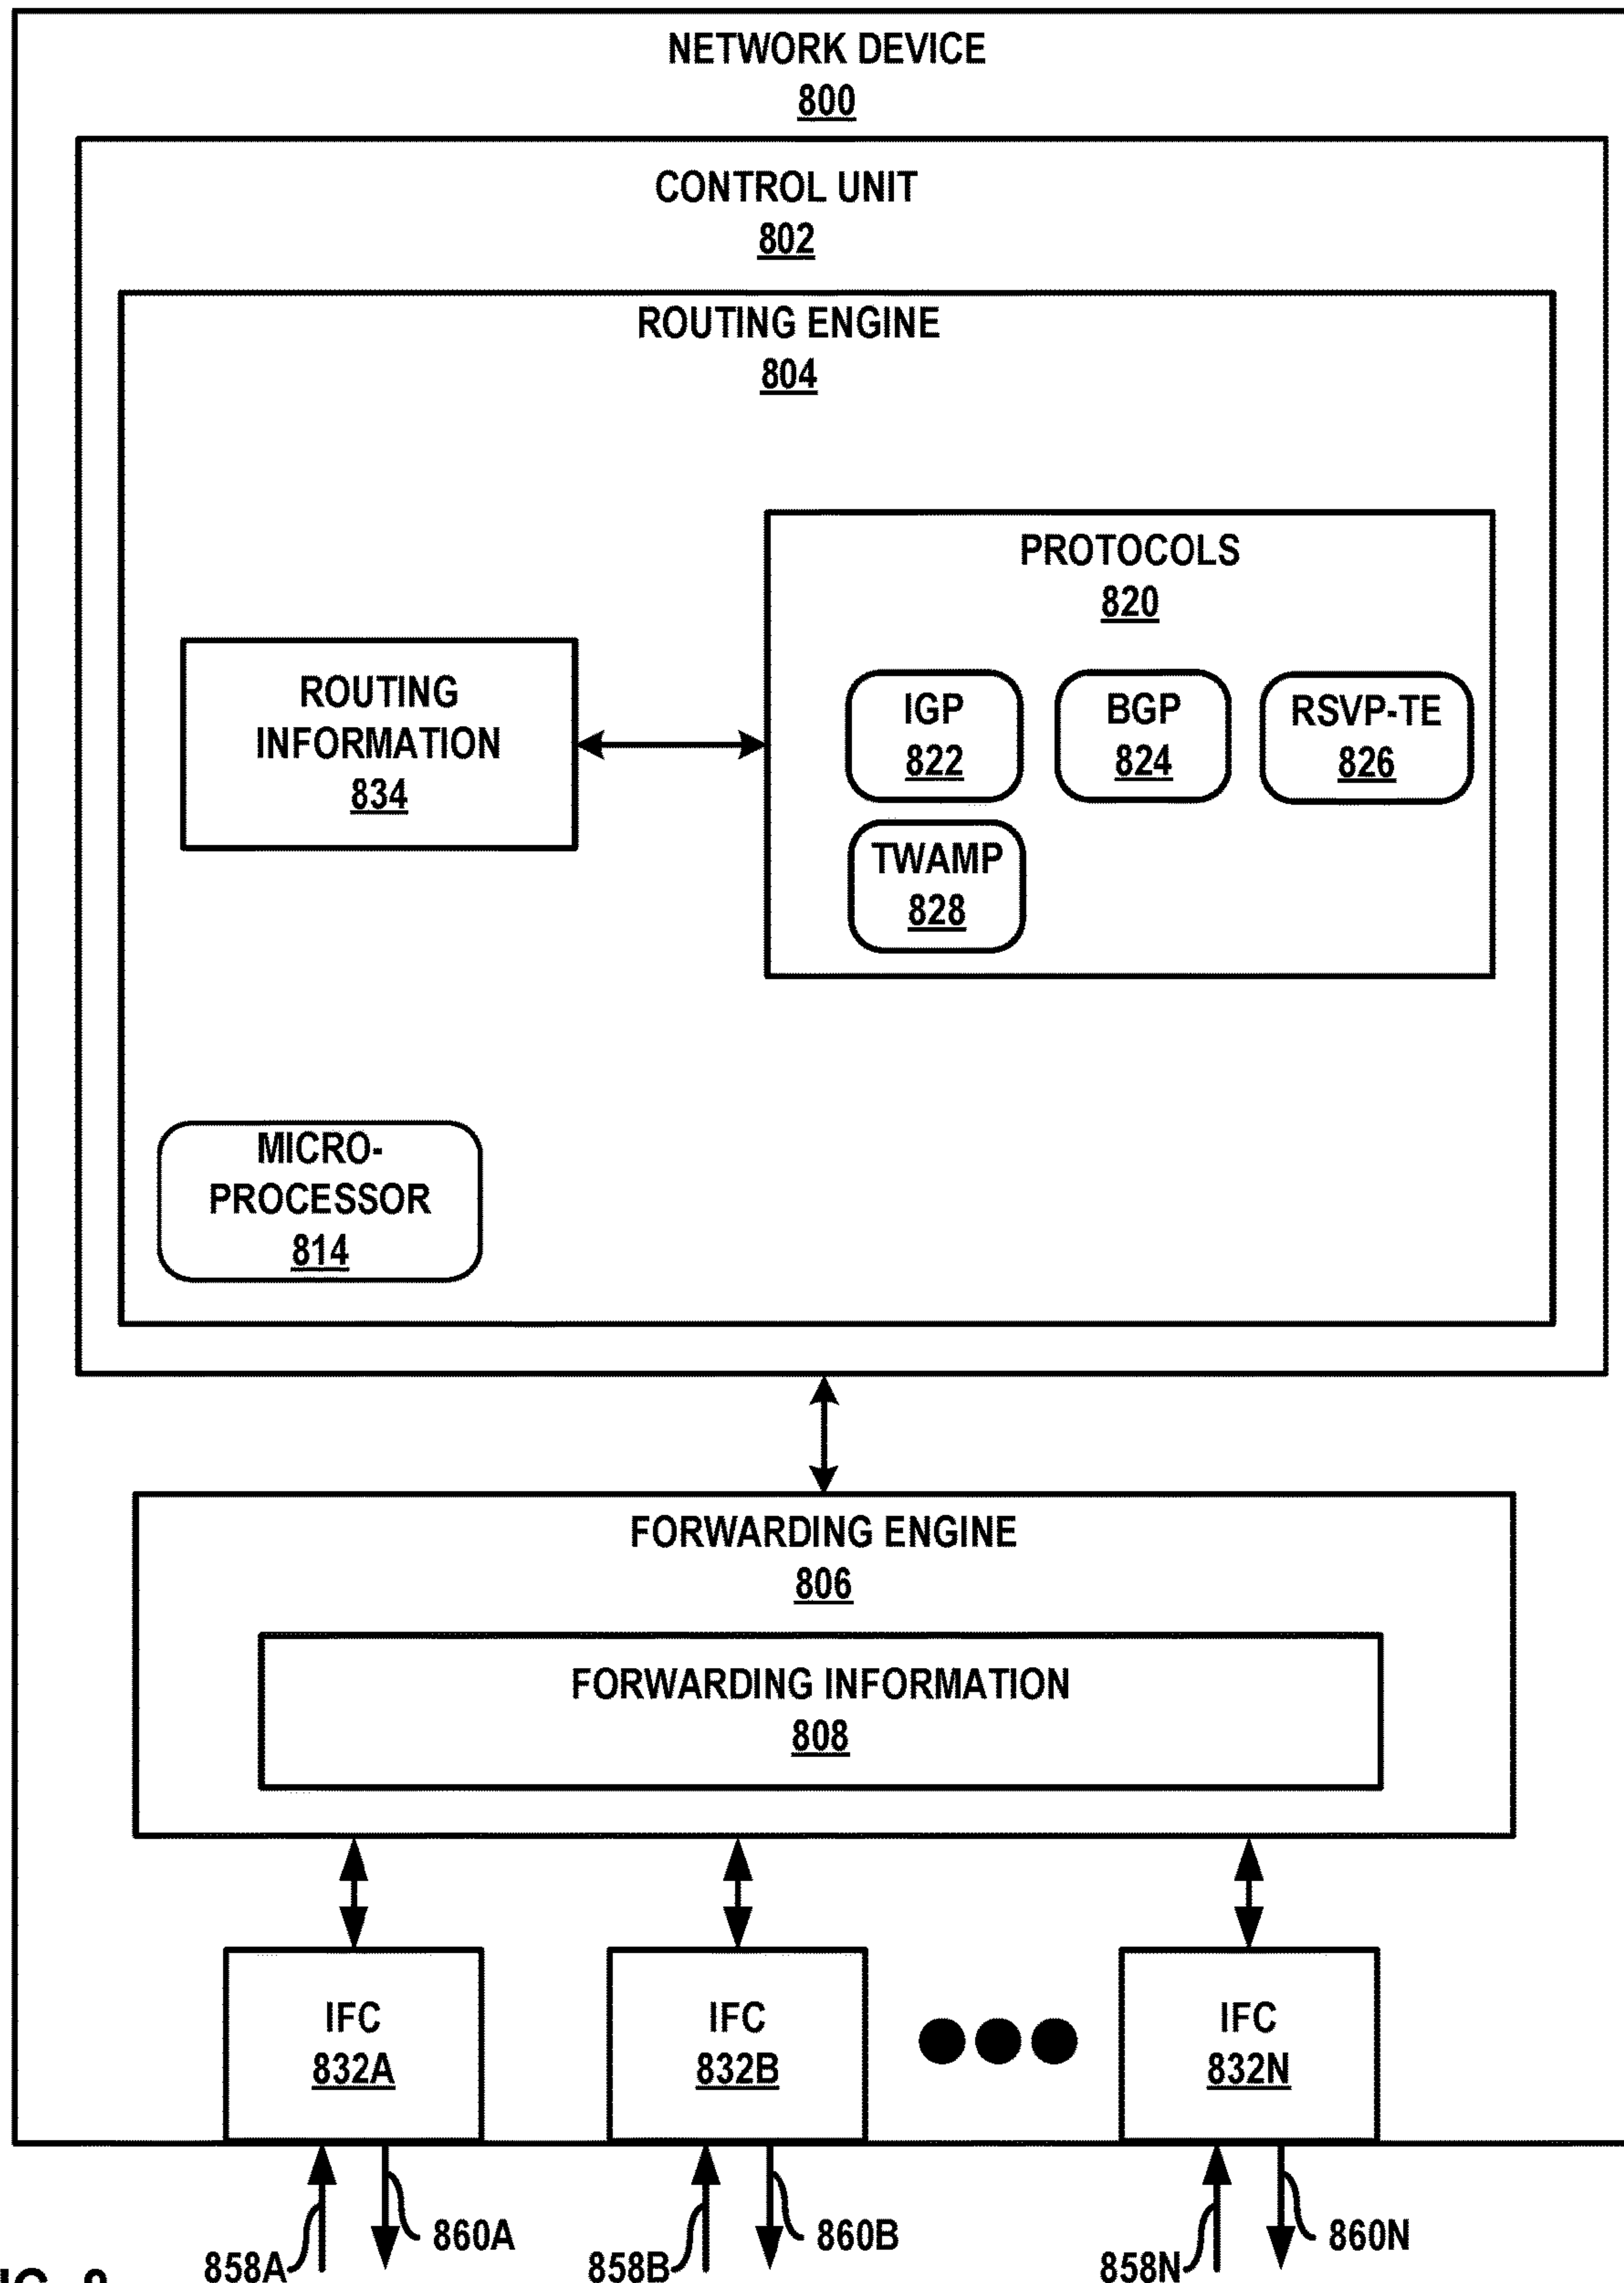 NETWORK DEVICE
800
CONTROL UNIT
802
ROUTING ENGINE
804
PROTOCOLS
820
ROUTING
INFORMATION
834
IGP
822
BGP
824
RSVP-TE
826
TWAMP
828
MICRO-
PROCESSOR
814
FORWARDING ENGINE
806
FORWARDING INFORMATION
808
IFC
832A
IFC
832B
IFC
832N
858A
860A
858B
860B
858N
860N